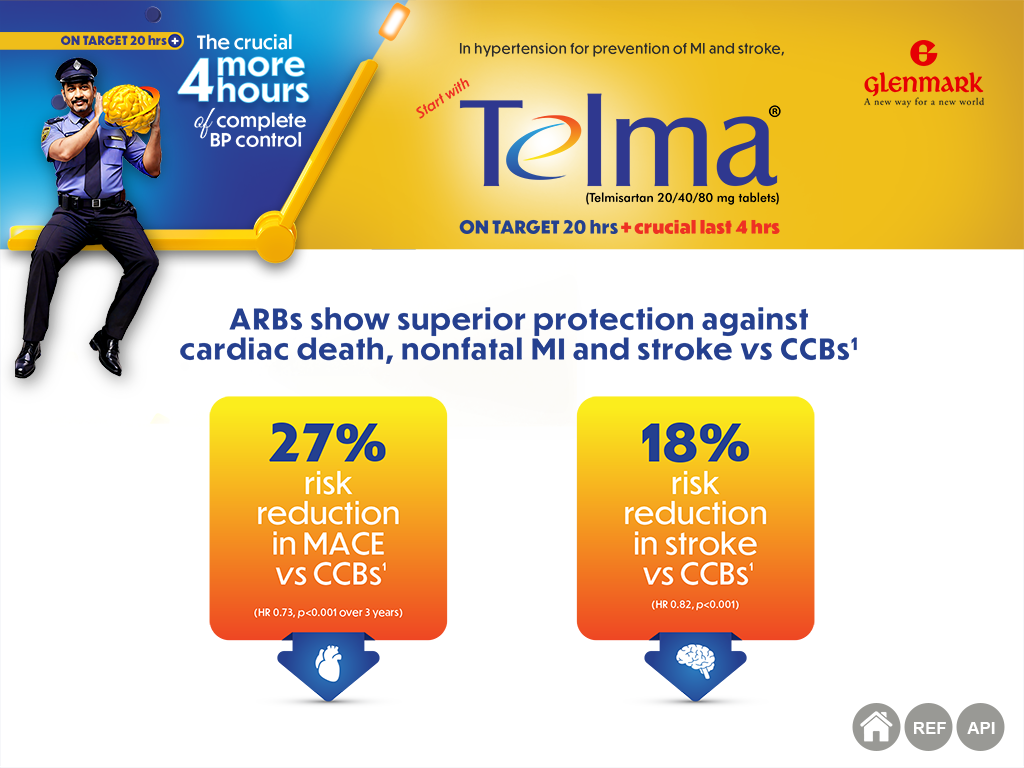 ON TARGET 20 hrs+
The crucial
4 more
hours
of complete
BP control
In hypertension for prevention of MI and stroke,
Start with
Telma®
(Telmisartan 20/40/80 mg tablets)
ON TARGET 20 hrs + crucial last 4 hrs
G
Glenmark
A new way for a new world
ARBs show superior protection against
cardiac death, nonfatal MI and stroke vs CCBs¹
27%
risk
reduction
in MACE
vs CCBs¹
(HR 0.73, p<0.001 over 3 years)
18%
risk
reduction
in stroke
vs CCBs¹
(HR 0.82, p<0.001)
REF
API